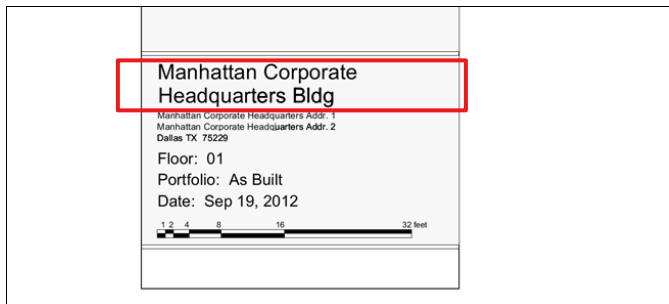 Manhattan Corporate
Headquarters Bldg
Manhattan Corporate Headquarters Addr. 1
Manhattan Corporate Headquarters Addr. 2
Dallas TX 75229
Floor: 01
Portfolio: As Built
Date: Sep 19, 2012
1 2 4 8 16 32 feet